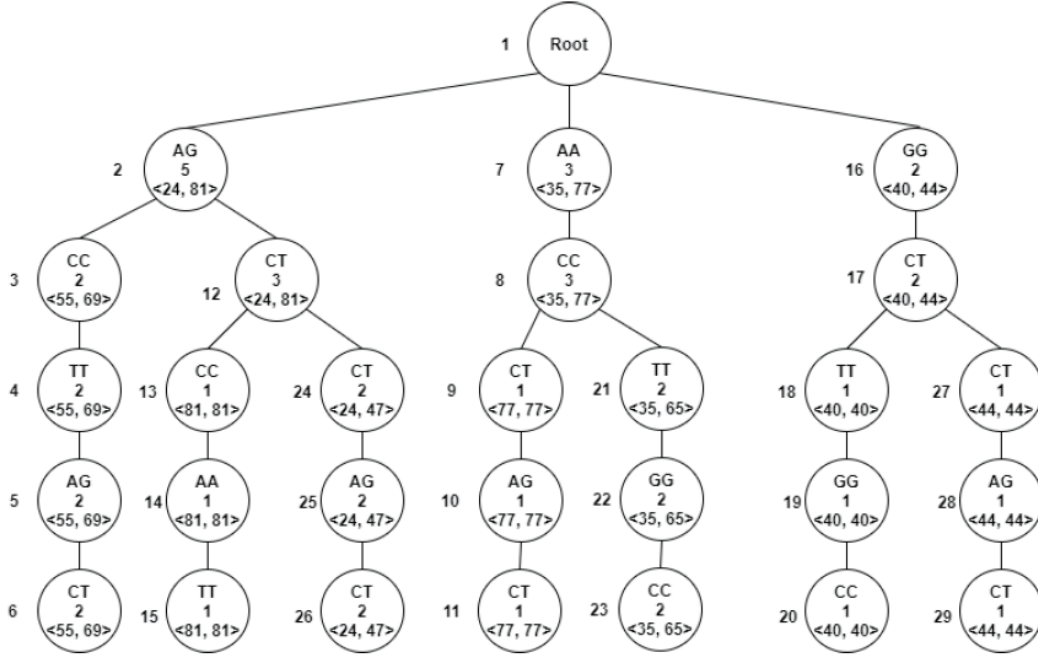 1 Root
2 AG 5 <24, 81>
7 AA 3 <35, 77>
16 GG 2 <40, 44>
3 CC 2 <55, 69>
12 CT 3 <24, 81>
8 CC 3 <35, 77>
17 CT 2 <40, 44>
4 TT 2 <55, 69>
13 CC 1 <81, 81>
24 CT 2 <24, 47>
9 CT 1 <77, 77>
21 TT 2 <35, 65>
18 TT 1 <40, 40>
27 CT 1 <44, 44>
5 AG 2 <55, 69>
14 AA 1 <81, 81>
25 AG 2 <24, 47>
10 AG 1 <77, 77>
22 GG 2 <35, 65>
19 GG 1 <40, 40>
28 AG 1 <44, 44>
6 CT 2 <55, 69>
15 TT 1 <81, 81>
26 CT 2 <24, 47>
11 CT 1 <77, 77>
23 CC 2 <35, 65>
20 CC 1 <40, 40>
29 CT 1 <44, 44>